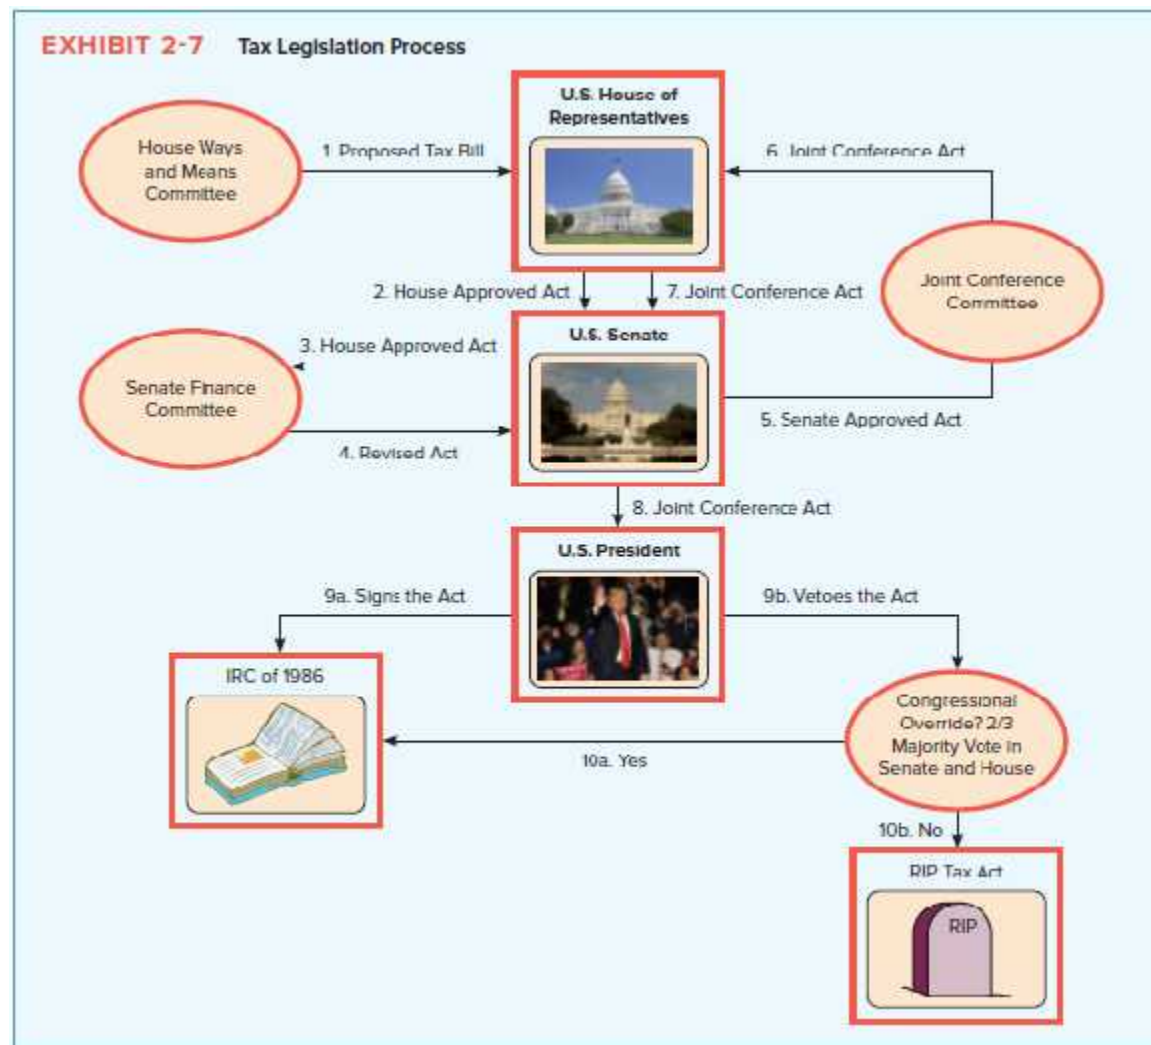 EXHIBIT 2-7 Tax Legislation Process
U.S. House of
Representatives
House Ways
and Means
Committee
1. Proposed Tax Bill
6. Joint Conference Act
Joint Conference
Committee
2. House Approved Act
7. Joint Conference Act
U.S. Senate
3. House Approved Act
Senate Finance
Committee
4. Revised Act
5. Senate Approved Act
8. Joint Conference Act
U.S. President
9a. Signs the Act
9b. Vetoes the Act
IRC of 1986
Congressional
Override? 2/3
Majority Vote in
Senate and House
10a. Yes
10b. No
RIP Tax Act
RIP